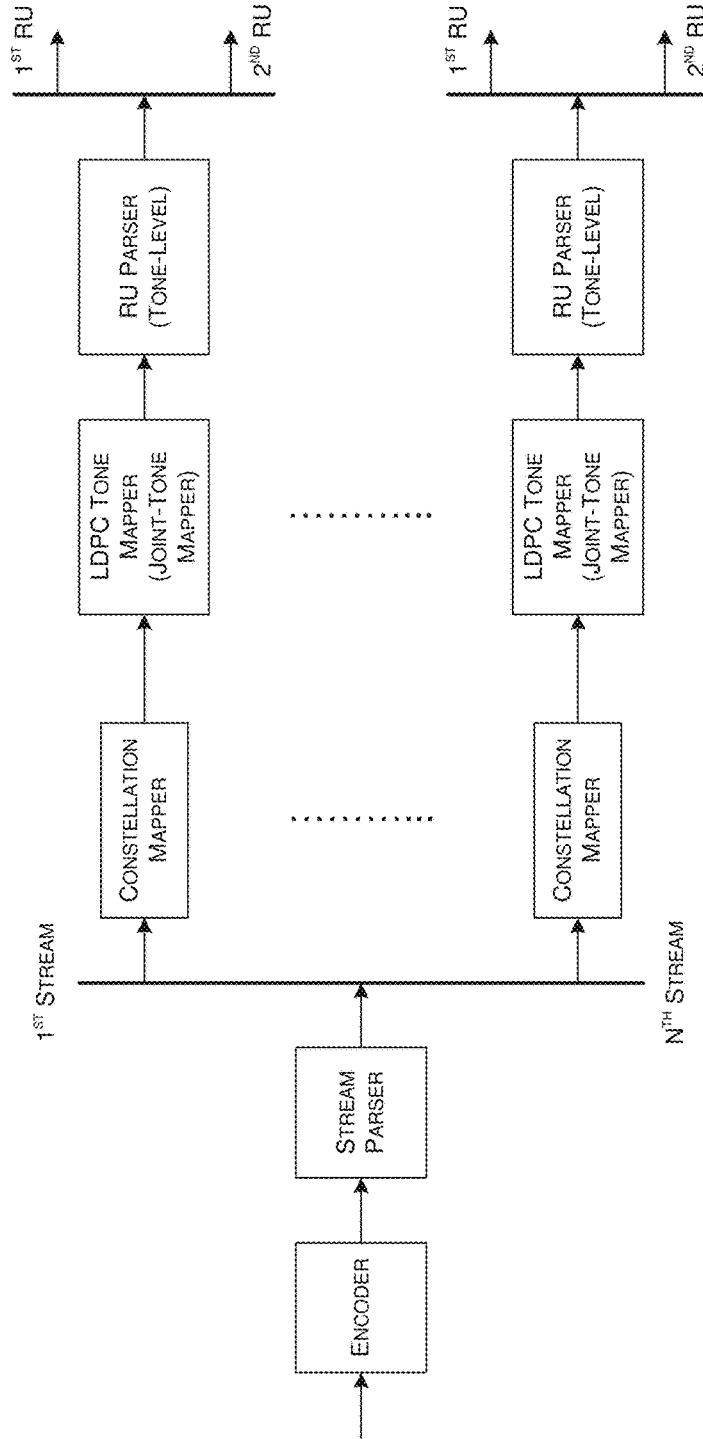 ENCODER
STREAM
PARSER
1ST STREAM
CONSTELLATION
MAPPER
LDPC TONE
MAPPER
(JOINT-TONE
MAPPER)
RU PARSER
(TONE-LEVEL)
1ST RU
2ND RU
NTH STREAM
CONSTELLATION
MAPPER
LDPC TONE
MAPPER
(JOINT-TONE
MAPPER)
RU PARSER
(TONE-LEVEL)
1ST RU
2ND RU